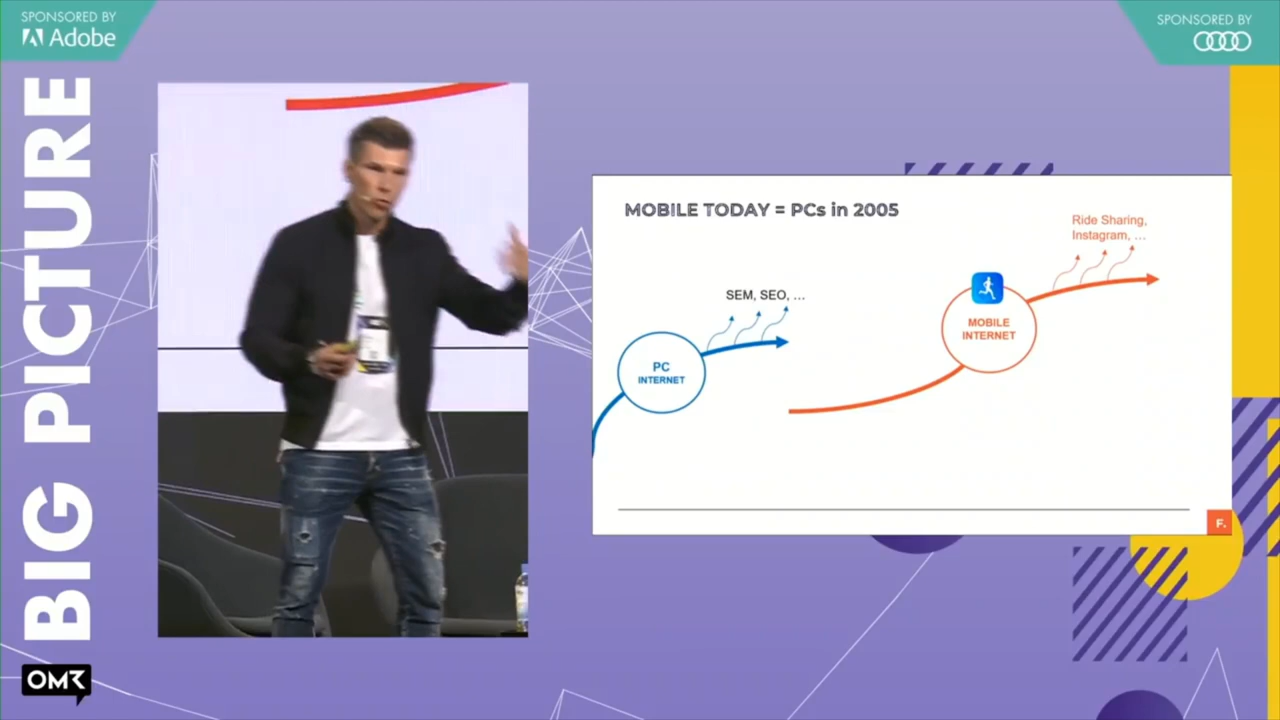 SPONSORED BY
Adobe
SPONSORED BY
BIG PICTURE
OMR
MOBILE TODAY = PCs in 2005
Ride Sharing,
Instagram, ...
SEM, SEO, ...
MOBILE
INTERNET
PC
INTERNET
F.